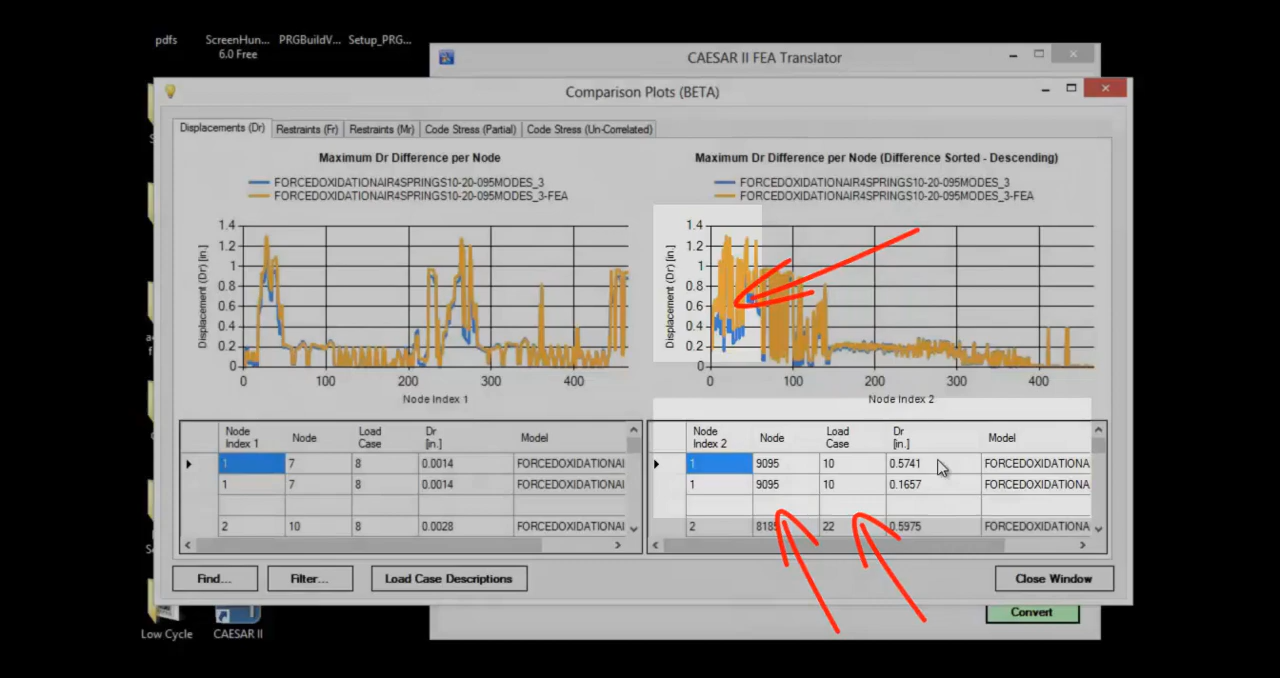 pdfs
ScreenHun...
6.0 Free
PRGBuildV...
Setup_PRG...
CAESAR II FEA Translator
Comparison Plots (BETA)
Displacements (Dr)
Restraints (Fr)
Restraints (Mr)
Code Stress (Partial)
Code Stress (Un-Correlated)
Maximum Dr Difference per Node
FORCEDOXIDATIONAIR4SPRINGS10-20-095MODES_3
FORCEDOXIDATIONAIR4SPRINGS10-20-095MODES_3-FEA
Displacement (Dr) [in.]
1.4
1.2
1
0.8
0.6
0.4
0.2
0
0 100 200 300 400
Node Index 1
Maximum Dr Difference per Node (Difference Sorted - Descending)
FORCEDOXIDATIONAIR4SPRINGS10-20-095MODES_3
FORCEDOXIDATIONAIR4SPRINGS10-20-095MODES_3-FEA
Displacement (Dr) [in.]
1.4
1.2
1
0.8
0.6
0.4
0.2
0
0 100 200 300 400
Node Index 2
Node Index 1 Node Load Case Dr [in.] Model
1 7 8 0.0014 FORCEDOXIDATIONAI
1 7 8 0.0014 FORCEDOXIDATIONAI
2 10 8 0.0028 FORCEDOXIDATIONAI
Node Index 2 Node Load Case Dr [in.] Model
1 9095 10 0.5741 FORCEDOXIDATIONA
1 9095 10 0.1657 FORCEDOXIDATIONA
2 22 0.5975 FORCEDOXIDATIONA
Find...
Filter...
Load Case Descriptions
Close Window
Convert
Low Cycle
CAESAR II